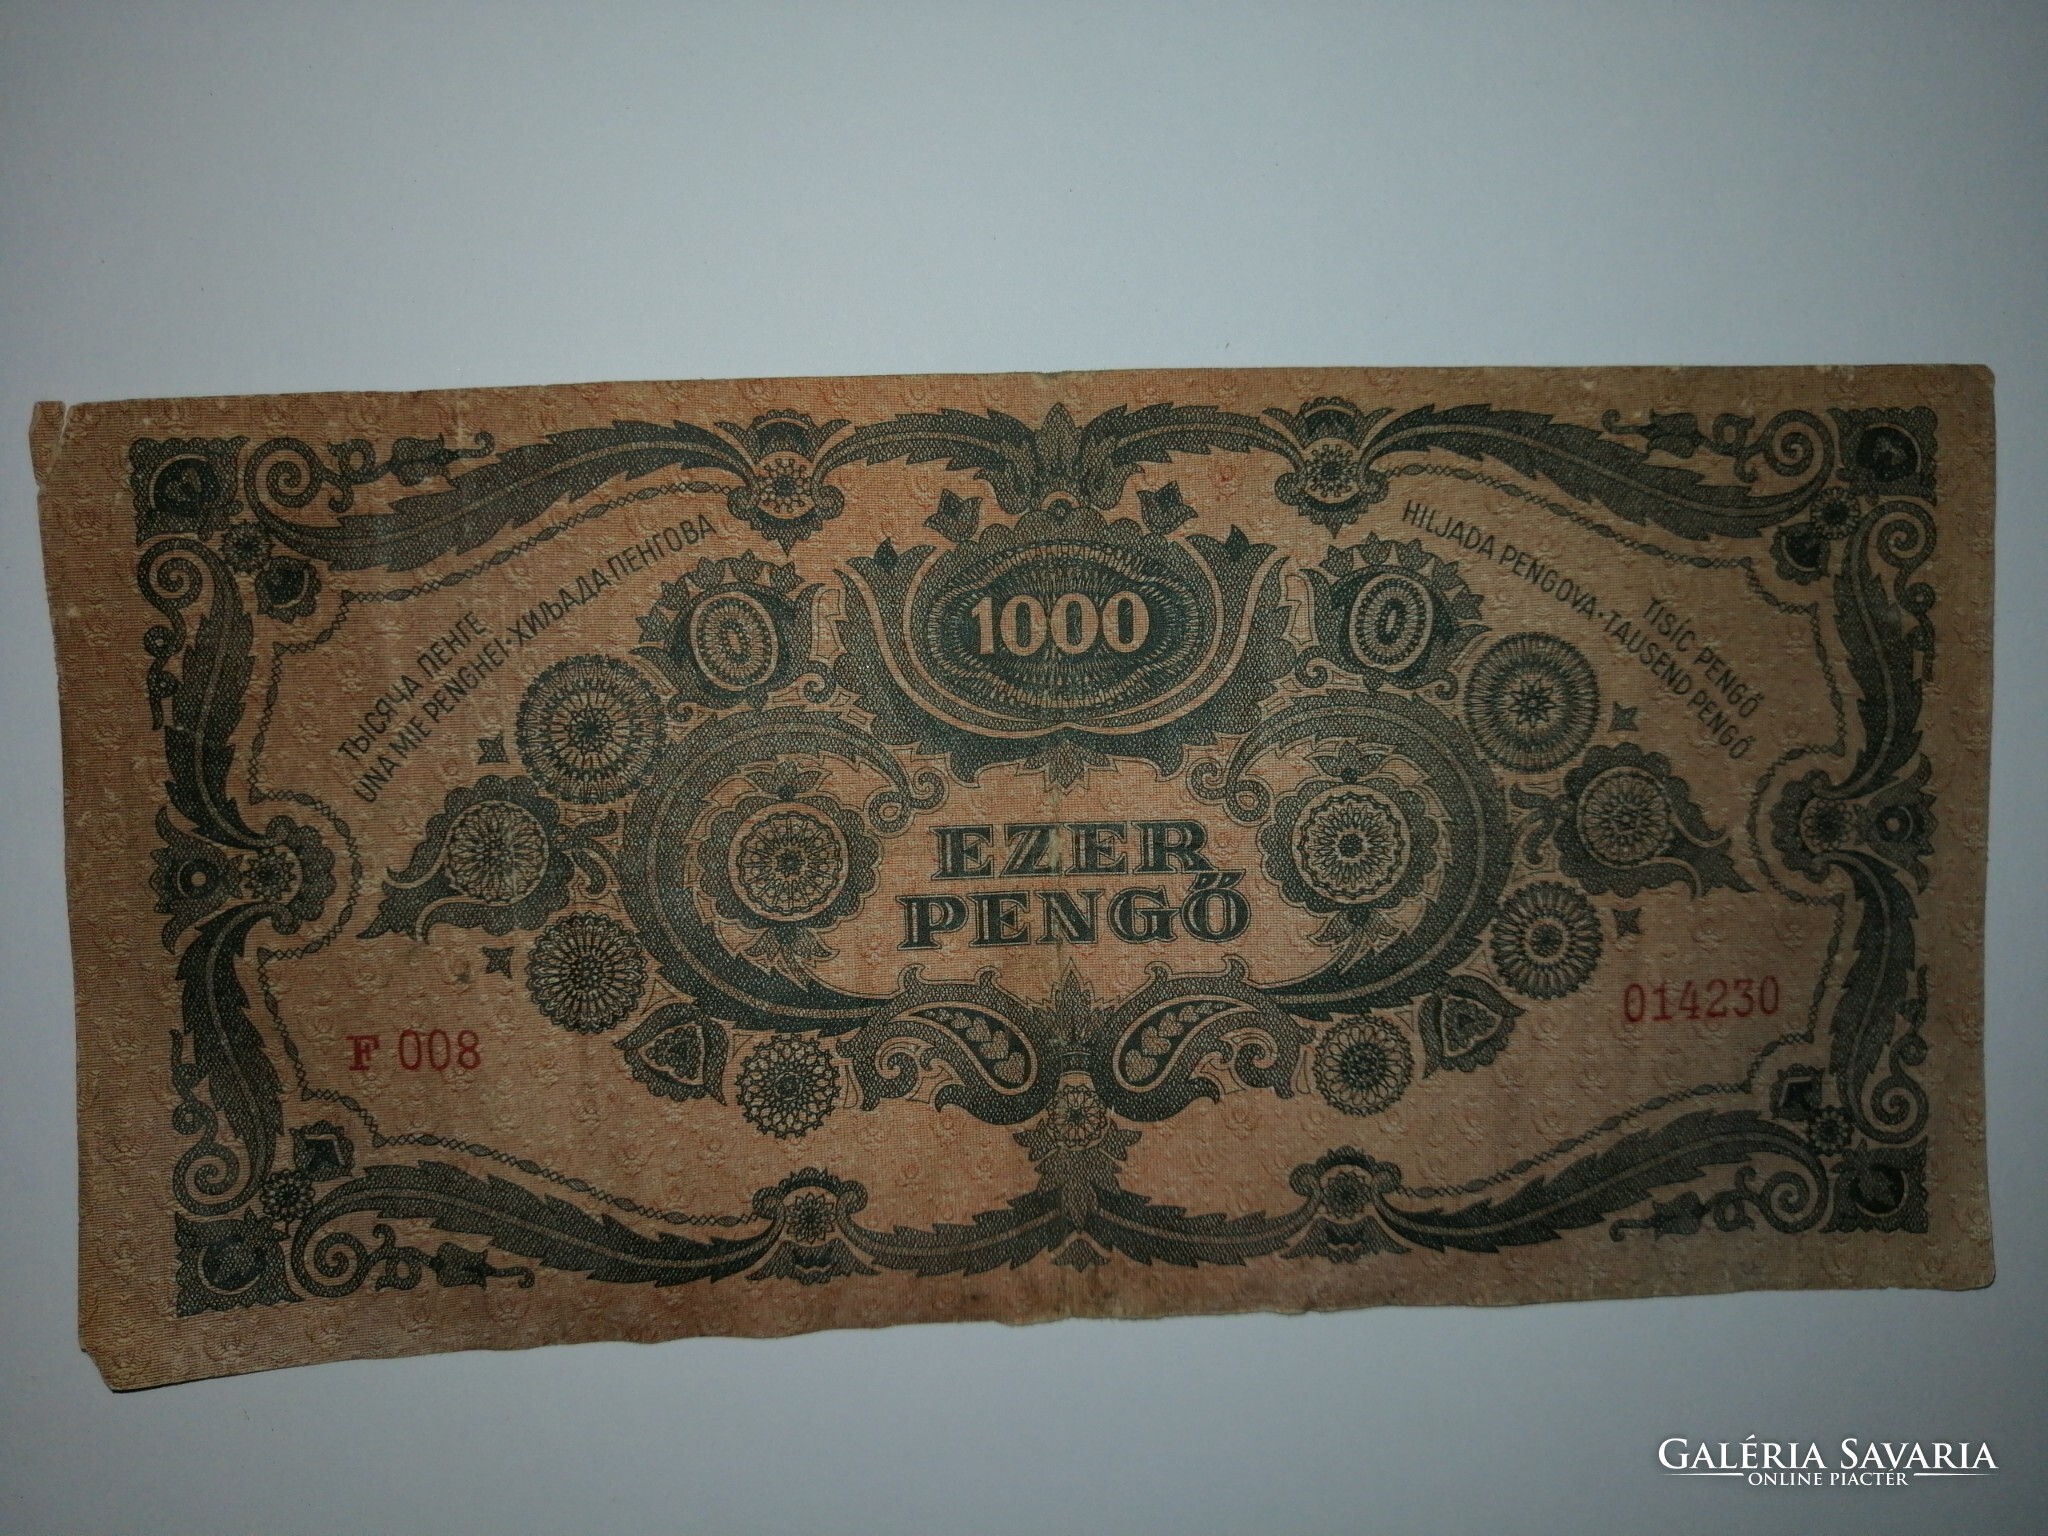 ТЫСЯЧА ПЕНГЕ
UNA MIE PENGHEI·ХИЉАДА ПЕНГОВА
HILJADA PENGOVA·TAUSEND PENGŐ
TISÍC PENGŐ
1000
EZER
PENGŐ
F 008
014230
GALÉRIA SAVARIA
ONLINE PIACTÉR